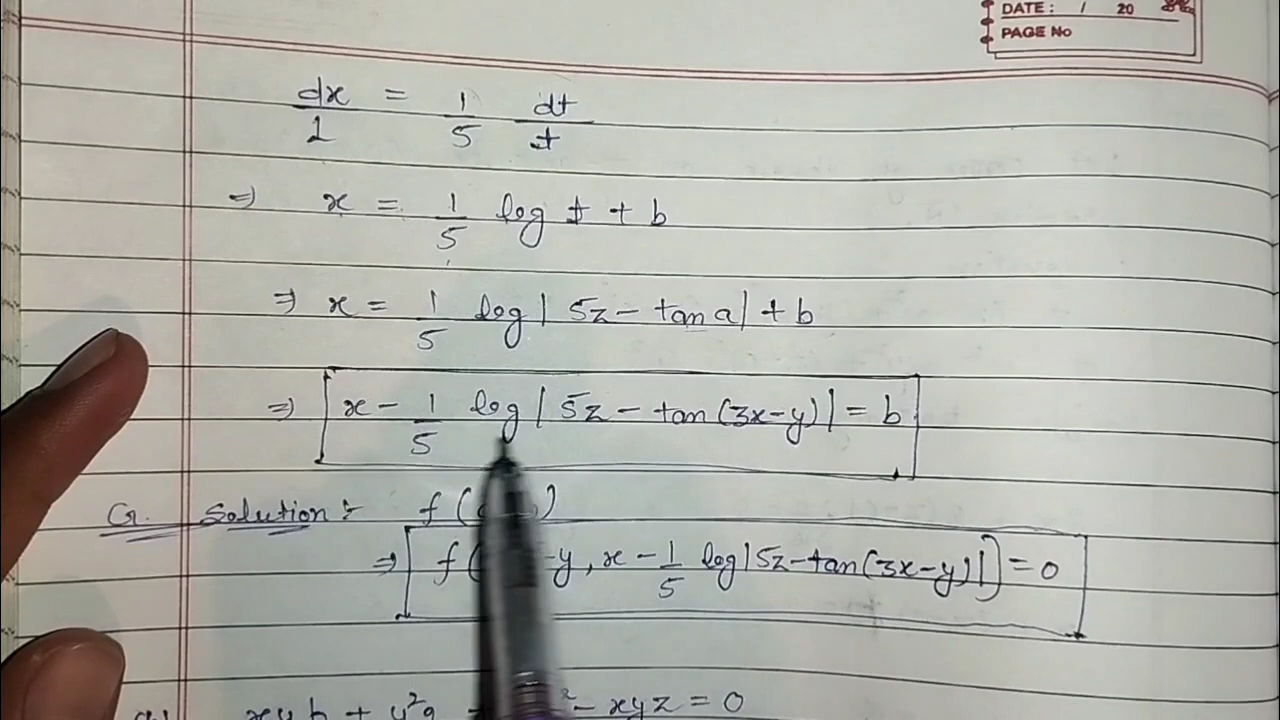 DATE : / 20
PAGE No
dx/1 = 1/5 dt/t
⇒ x = 1/5 log t + b
⇒ x = 1/5 log| 5z - tan a| + b
⇒ x - 1/5 log| 5z - tan(3x-y)| = b
G. Solution :- f (
⇒ f( -y, x - 1/5 log|5z-tan(3x-y)|) = 0
+ y²q - xyz = 0